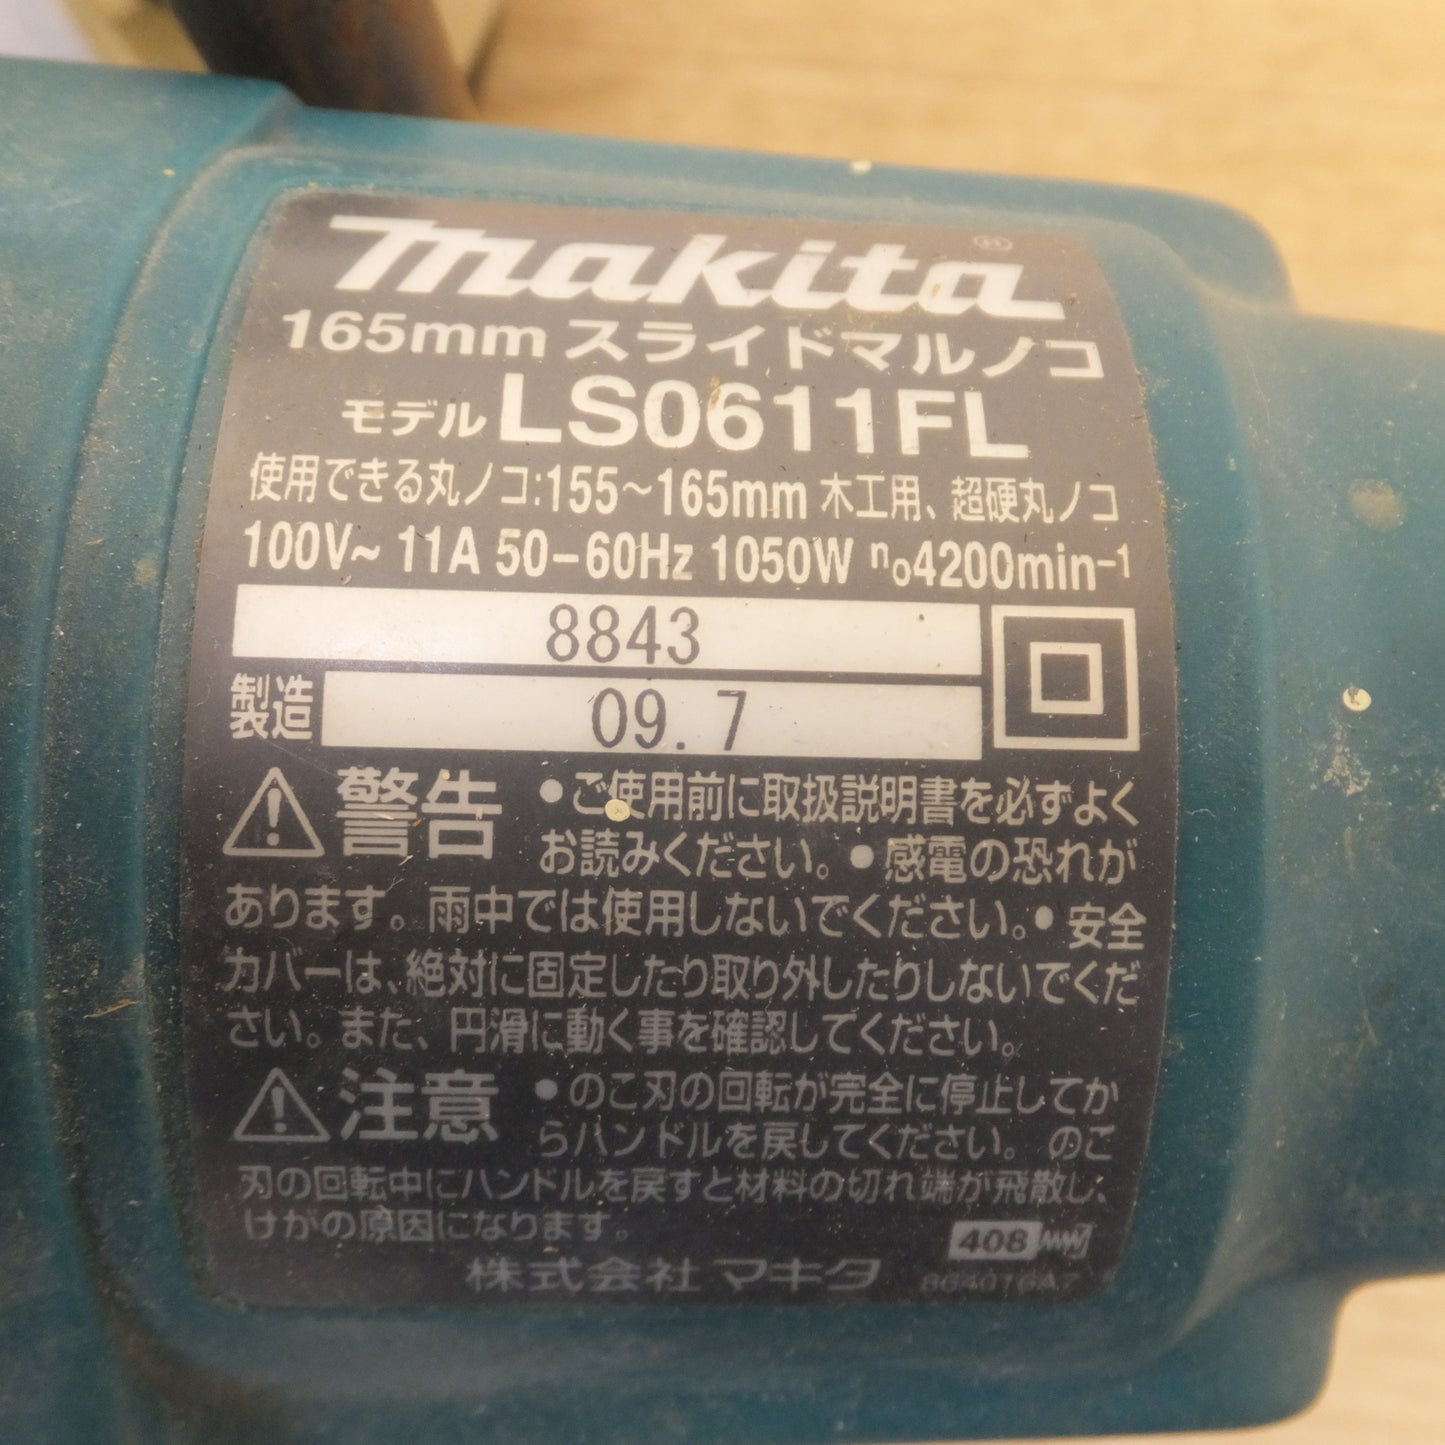 makita®
165mm スライドマルノコ
モデル LS0611FL
使用できる丸ノコ:155～165mm 木工用、超硬丸ノコ
100V~ 11A 50-60Hz 1050W no4200min-1
8843
製造 09.7
警告 •ご使用前に取扱説明書を必ずよく
お読みください。•感電の恐れが
あります。雨中では使用しないでください。•安全
カバーは、絶対に固定したり取り外したりしないでくだ
さい。また、円滑に動く事を確認してください。
注意 •のこ刃の回転が完全に停止してか
らハンドルを戻してください。のこ
刃の回転中にハンドルを戻すと材料の切れ端が飛散し、
けがの原因になります。
408
株式会社 マキタ 864016A7